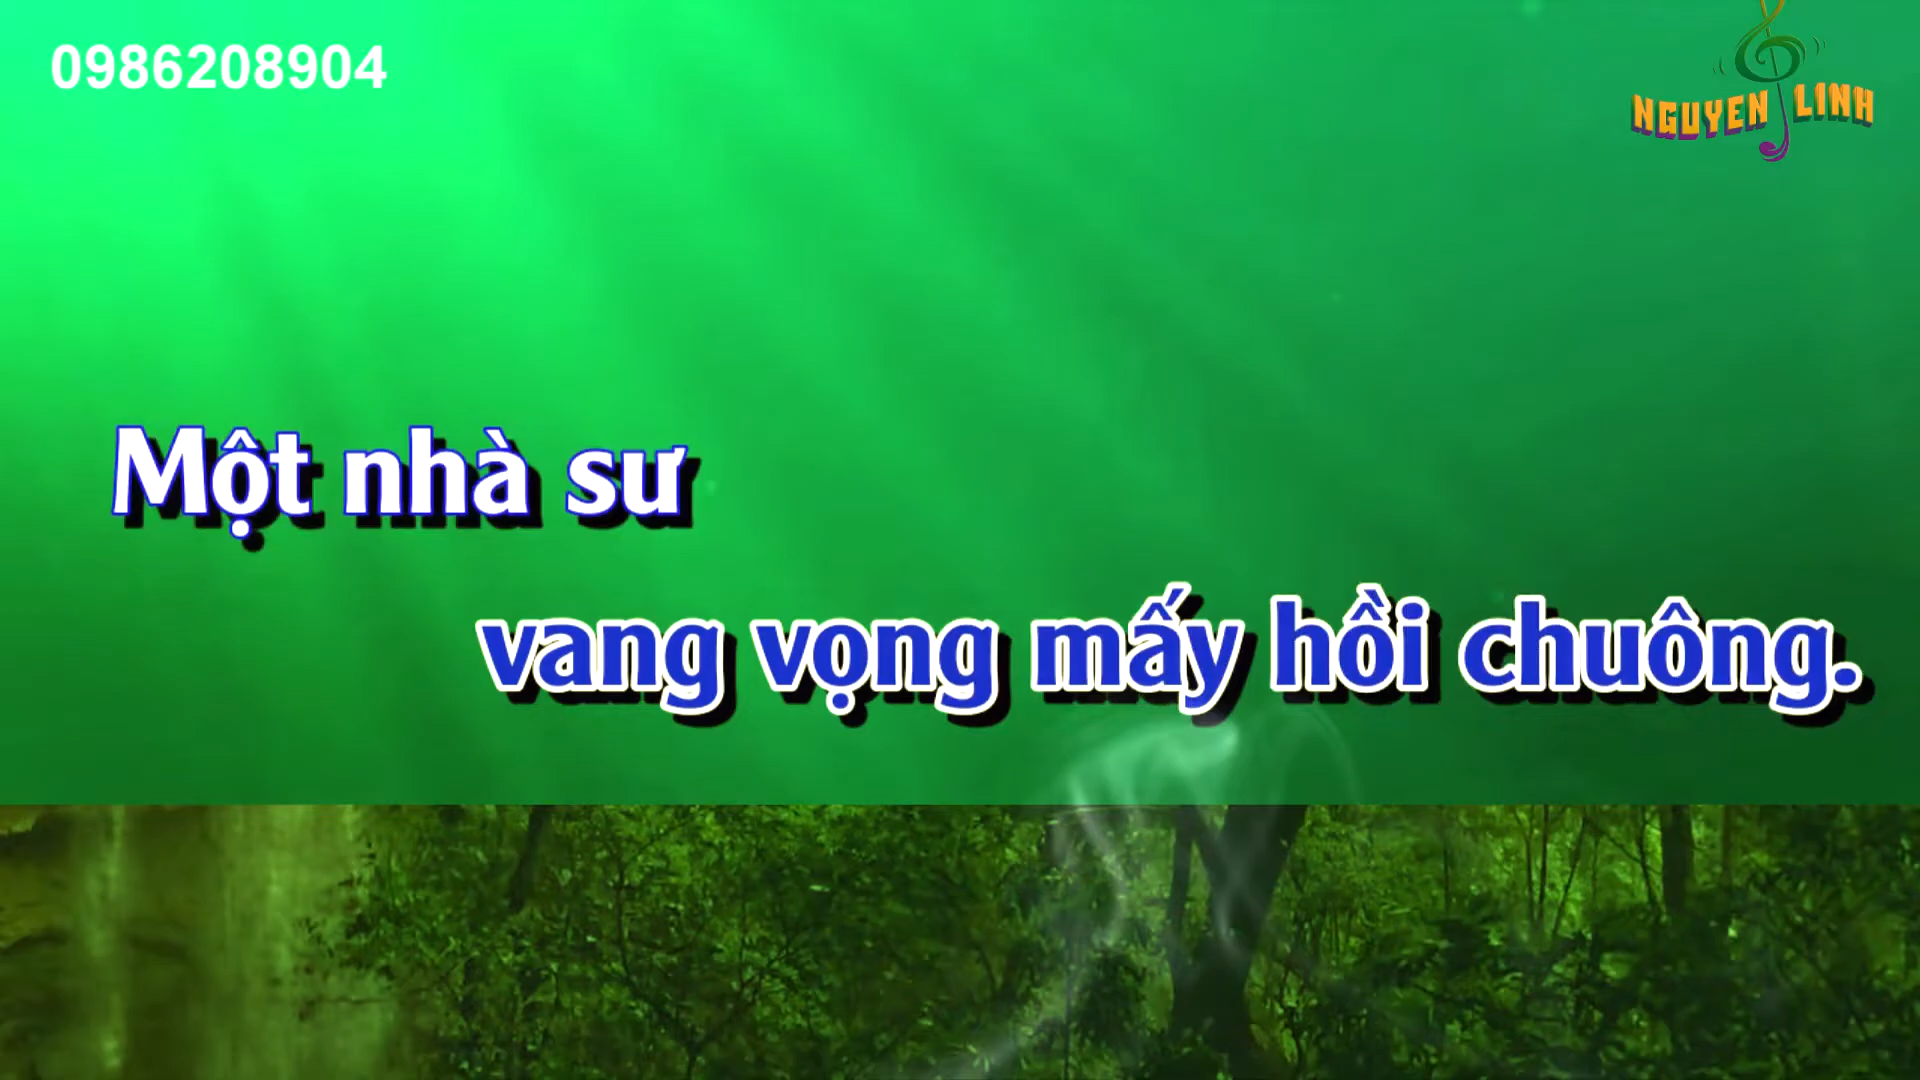 0986208904
NGUYEN LINH
Một nhà sư
vang vọng mấy hồi chuông.